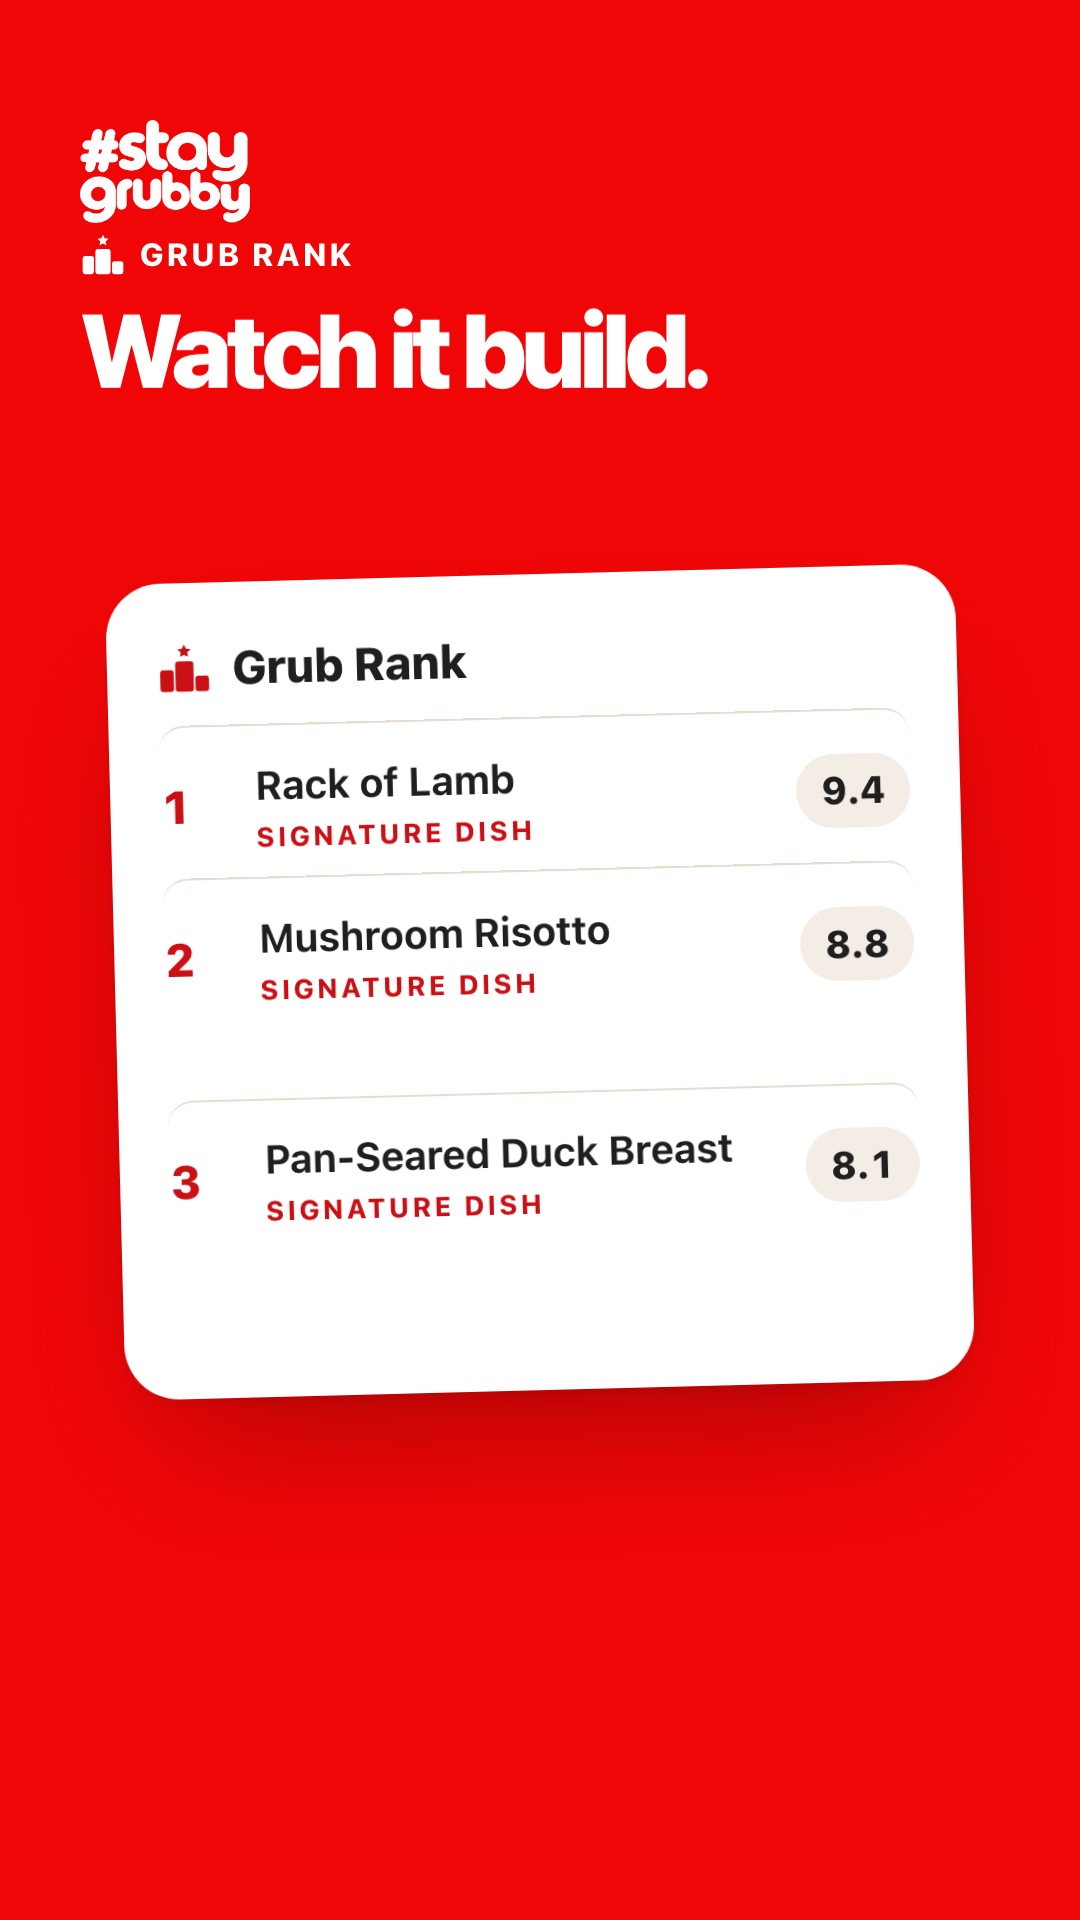 #stay
grubby
GRUB RANK
Watch it build.
Grub Rank
1
Rack of Lamb
9.4
SIGNATURE DISH
2
Mushroom Risotto
8.8
SIGNATURE DISH
3
Pan-Seared Duck Breast
8.1
SIGNATURE DISH